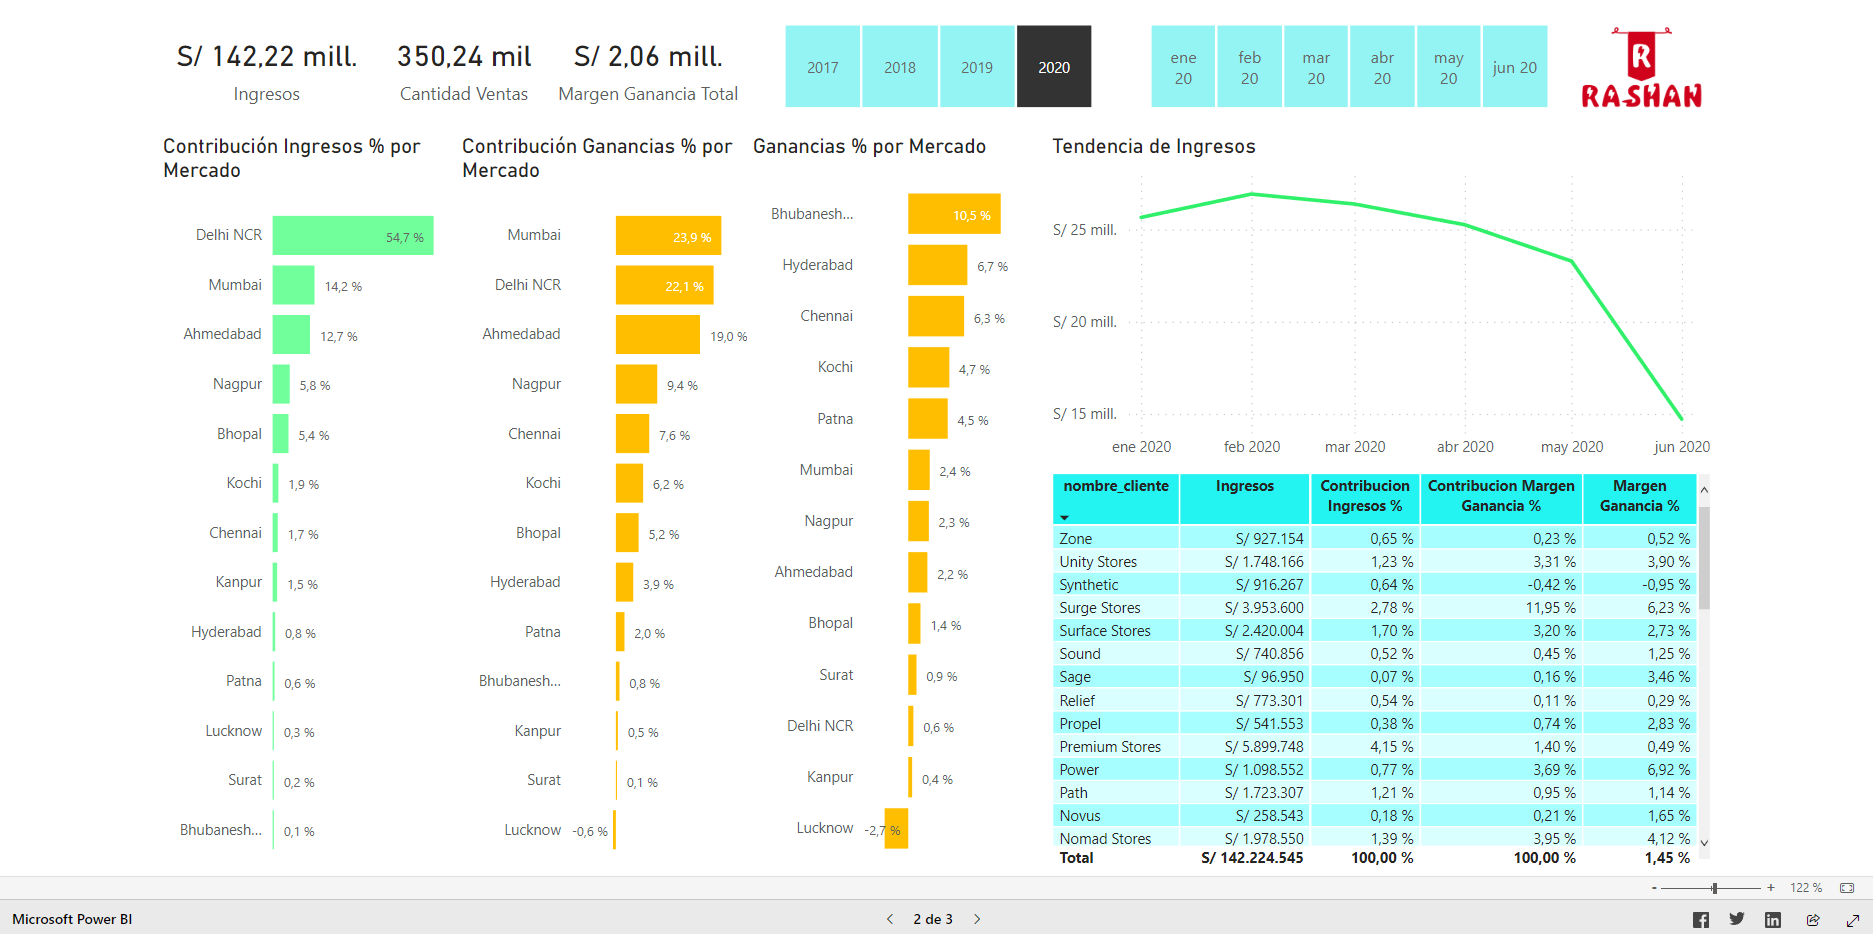 S/ 142,22 mill.
Ingresos
350,24 mil
Cantidad Ventas
S/ 2,06 mill.
Margen Ganancia Total
2017
2018
2019
2020
ene
20
feb
20
mar
20
abr
20
may
20
jun 20
R
RASHAN
Contribución Ingresos % por
Mercado
Delhi NCR 54,7 %
Mumbai 14,2 %
Ahmedabad 12,7 %
Nagpur 5,8 %
Bhopal 5,4 %
Kochi 1,9 %
Chennai 1,7 %
Kanpur 1,5 %
Hyderabad 0,8 %
Patna 0,6 %
Lucknow 0,3 %
Surat 0,2 %
Bhubanesh... 0,1 %
Contribución Ganancias % por
Mercado
Mumbai 23,9 %
Delhi NCR 22,1 %
Ahmedabad 19,0 %
Nagpur 9,4 %
Chennai 7,6 %
Kochi 6,2 %
Bhopal 5,2 %
Hyderabad 3,9 %
Patna 2,0 %
Bhubanesh... 0,8 %
Kanpur 0,5 %
Surat 0,1 %
Lucknow -0,6 %
Ganancias % por Mercado
Bhubanesh... 10,5 %
Hyderabad 6,7 %
Chennai 6,3 %
Kochi 4,7 %
Patna 4,5 %
Mumbai 2,4 %
Nagpur 2,3 %
Ahmedabad 2,2 %
Bhopal 1,4 %
Surat 0,9 %
Delhi NCR 0,6 %
Kanpur 0,4 %
Lucknow -2,7 %
Tendencia de Ingresos
S/ 25 mill.
S/ 20 mill.
S/ 15 mill.
ene 2020 feb 2020 mar 2020 abr 2020 may 2020 jun 2020
nombre_cliente Ingresos Contribucion Contribucion Margen Margen
Ingresos % Ganancia % Ganancia %
Zone S/ 927.154 0,65 % 0,23 % 0,52 %
Unity Stores S/ 1.748.166 1,23 % 3,31 % 3,90 %
Synthetic S/ 916.267 0,64 % -0,42 % -0,95 %
Surge Stores S/ 3.953.600 2,78 % 11,95 % 6,23 %
Surface Stores S/ 2.420.004 1,70 % 3,20 % 2,73 %
Sound S/ 740.856 0,52 % 0,45 % 1,25 %
Sage S/ 96.950 0,07 % 0,16 % 3,46 %
Relief S/ 773.301 0,54 % 0,11 % 0,29 %
Propel S/ 541.553 0,38 % 0,74 % 2,83 %
Premium Stores S/ 5.899.748 4,15 % 1,40 % 0,49 %
Power S/ 1.098.552 0,77 % 3,69 % 6,92 %
Path S/ 1.723.307 1,21 % 0,95 % 1,14 %
Novus S/ 258.543 0,18 % 0,21 % 1,65 %
Nomad Stores S/ 1.978.550 1,39 % 3,95 % 4,12 %
Total S/ 142.224.545 100,00 % 100,00 % 1,45 %
- + 122 %
Microsoft Power BI
2 de 3